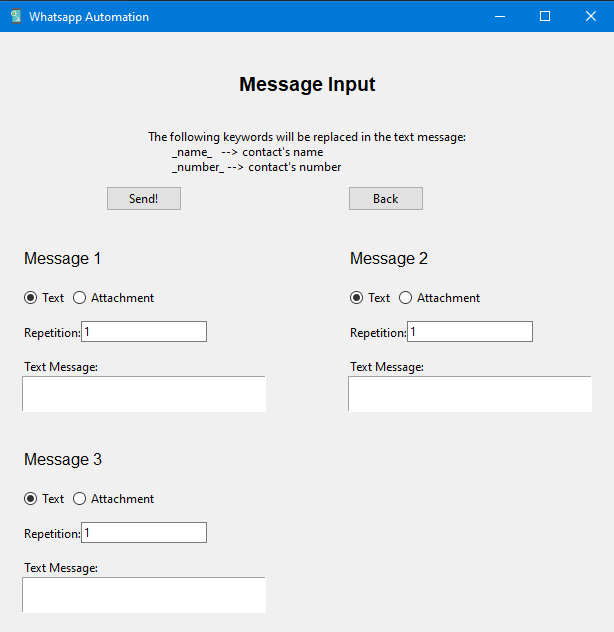 Whatsapp Automation
Message Input
The following keywords will be replaced in the text message:
_name_ --> contact's name
_number_ --> contact's number
Send! Back
Message 1 Message 2
Text Attachment Text Attachment
Repetition: 1 Repetition: 1
Text Message: Text Message:
Message 3
Text Attachment
Repetition: 1
Text Message: